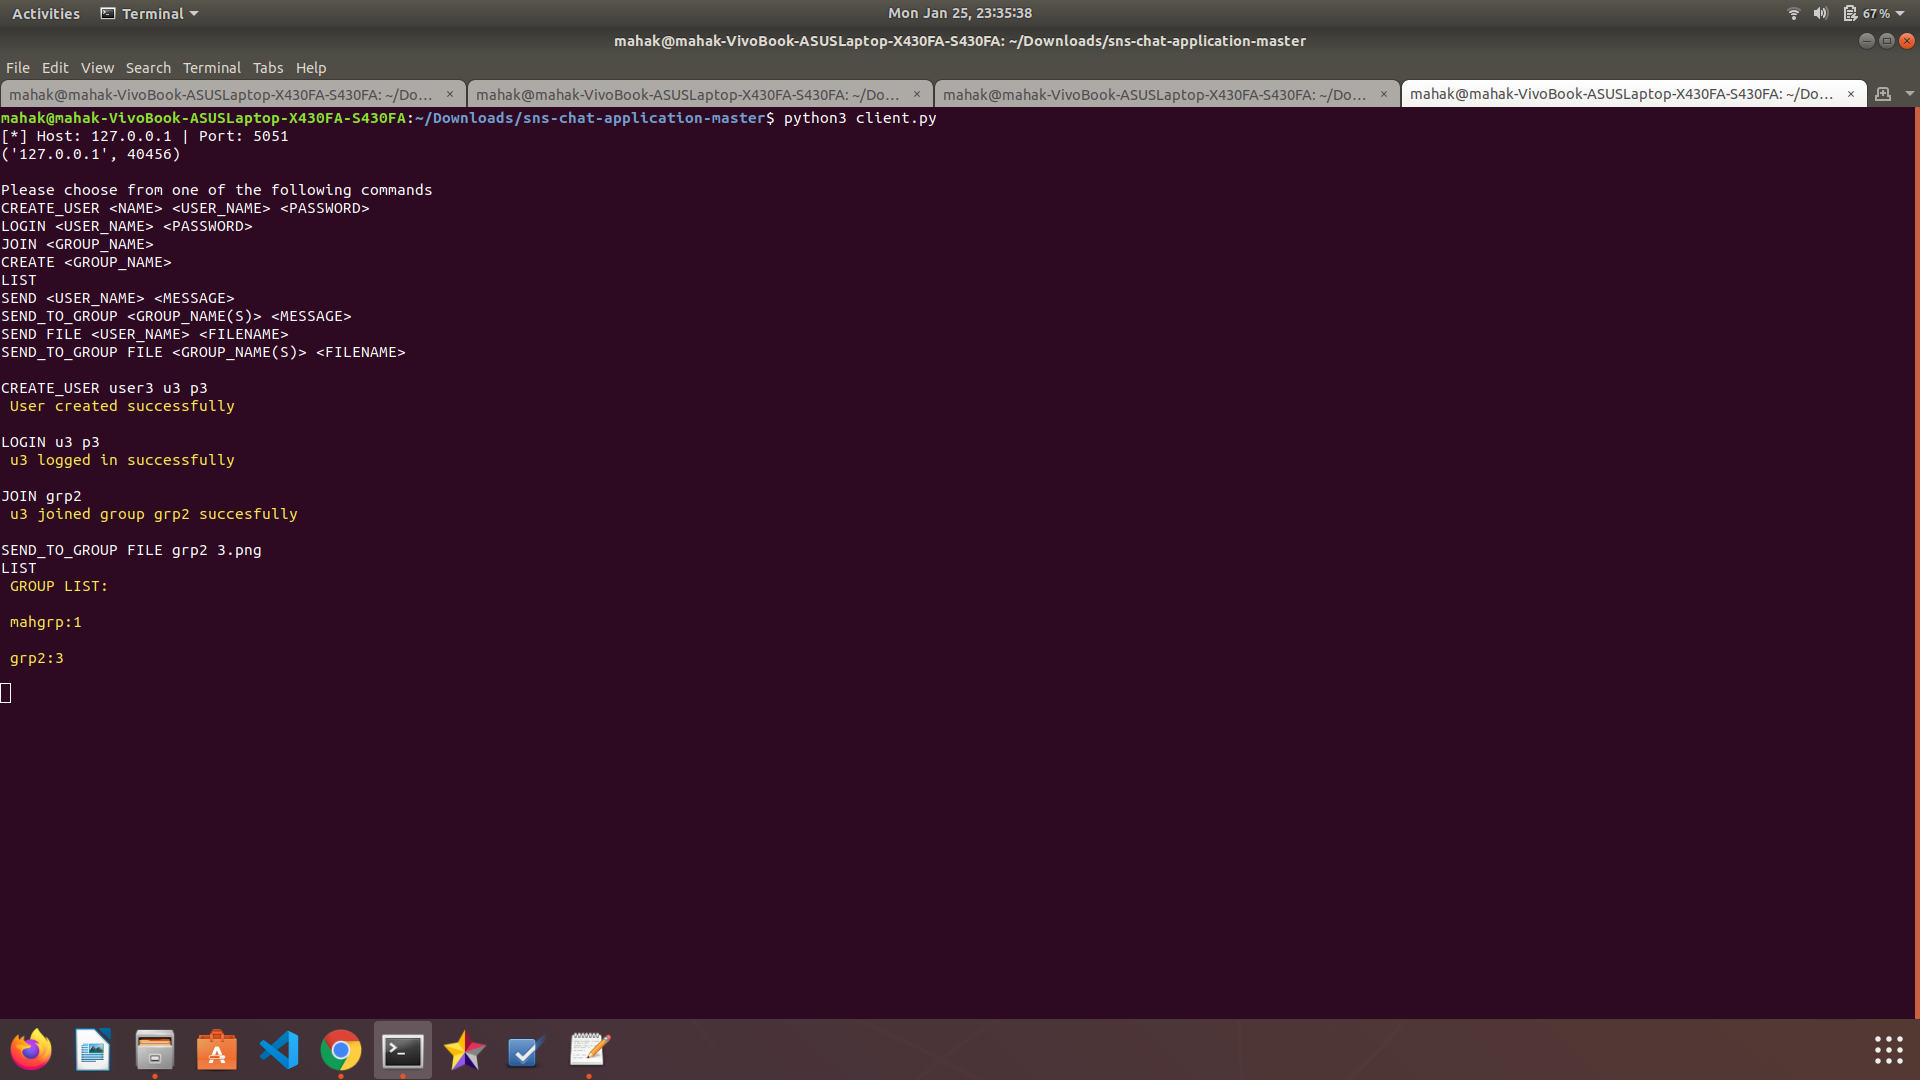 Activities Terminal Mon Jan 25, 23:35:38 67%
mahak@mahak-VivoBook-ASUSLaptop-X430FA-S430FA: ~/Downloads/sns-chat-application-master
File Edit View Search Terminal Tabs Help
mahak@mahak-VivoBook-ASUSLaptop-X430FA-S430FA: ~/Do... × mahak@mahak-VivoBook-ASUSLaptop-X430FA-S430FA: ~/Do... × mahak@mahak-VivoBook-ASUSLaptop-X430FA-S430FA: ~/Do... × mahak@mahak-VivoBook-ASUSLaptop-X430FA-S430FA: ~/Do... ×
mahak@mahak-VivoBook-ASUSLaptop-X430FA-S430FA:~/Downloads/sns-chat-application-master$ python3 client.py
[*] Host: 127.0.0.1 | Port: 5051
('127.0.0.1', 40456)
Please choose from one of the following commands
CREATE_USER <NAME> <USER_NAME> <PASSWORD>
LOGIN <USER_NAME> <PASSWORD>
JOIN <GROUP_NAME>
CREATE <GROUP_NAME>
LIST
SEND <USER_NAME> <MESSAGE>
SEND_TO_GROUP <GROUP_NAME(S)> <MESSAGE>
SEND FILE <USER_NAME> <FILENAME>
SEND_TO_GROUP FILE <GROUP_NAME(S)> <FILENAME>
CREATE_USER user3 u3 p3
User created successfully
LOGIN u3 p3
u3 logged in successfully
JOIN grp2
u3 joined group grp2 succesfully
SEND_TO_GROUP FILE grp2 3.png
LIST
GROUP LIST:
mahgrp:1
grp2:3